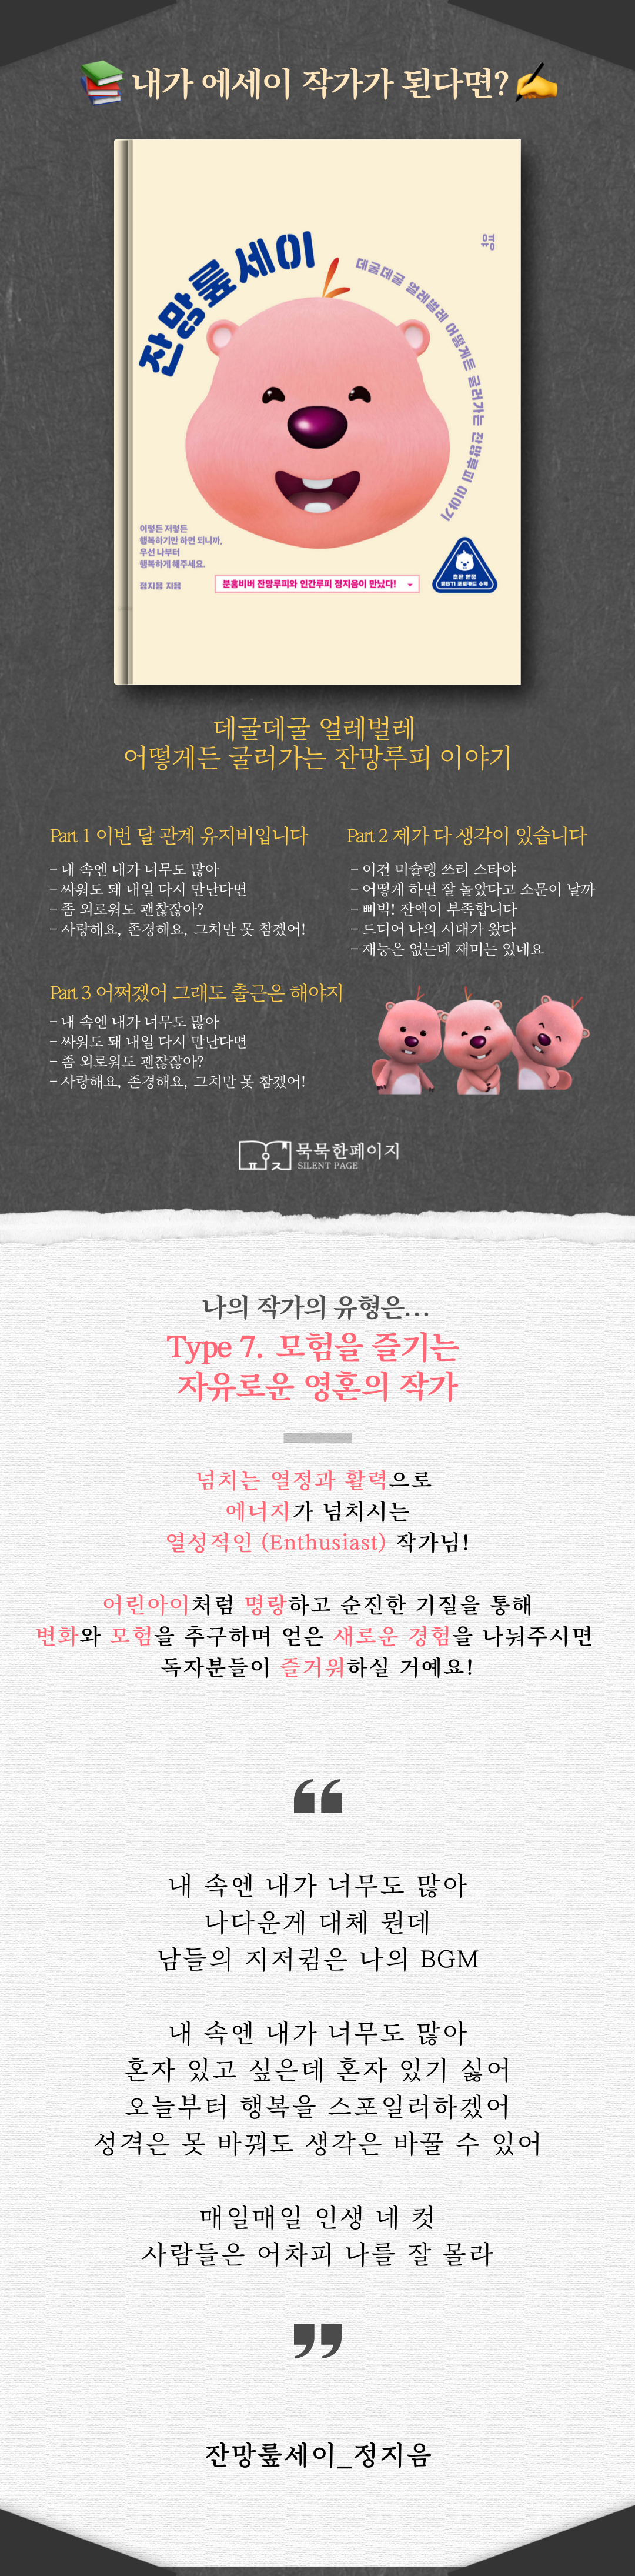 내가 에세이 작가가 된다면?
잔망룪세이
데굴데굴 얼레벌레 어떻게든 굴러가는 잔망루피 이야기
이렇든 저렇든
행복하기만 하면 되니까,
우선 나부터
행복하게 해주세요.
정지음 지음
분홍비버 잔망루피와 인간루피 정지음이 만났다!
초판 한정
데굴데굴 얼레벌레
어떻게든 굴러가는 잔망루피 이야기
Part 1 이번 달 관계 유지비입니다
- 내 속엔 내가 너무도 많아
- 싸워도 돼 내일 다시 만난다면
- 좀 외로워도 괜찮잖아?
- 사랑해요, 존경해요, 그치만 못 참겠어!
Part 2 제가 다 생각이 있습니다
- 이건 미슐랭 쓰리 스타야
- 어떻게 하면 잘 놀았다고 소문이 날까
- 삐빅! 잔액이 부족합니다
- 드디어 나의 시대가 왔다
- 재능은 없는데 재미는 있네요
Part 3 어쩌겠어 그래도 출근은 해야지
- 내 속엔 내가 너무도 많아
- 싸워도 돼 내일 다시 만난다면
- 좀 외로워도 괜찮잖아?
- 사랑해요, 존경해요, 그치만 못 참겠어!
묵묵한페이지
SILENT PAGE
나의 작가의 유형은...
Type 7. 모험을 즐기는
자유로운 영혼의 작가
넘치는 열정과 활력으로
에너지가 넘치시는
열성적인 (Enthusiast) 작가님!
어린아이처럼 명랑하고 순진한 기질을 통해
변화와 모험을 추구하며 얻은 새로운 경험을 나눠주시면
독자분들이 즐거워하실 거예요!
“
내 속엔 내가 너무도 많아
나다운게 대체 뭔데
남들의 지저귐은 나의 BGM
내 속엔 내가 너무도 많아
혼자 있고 싶은데 혼자 있기 싫어
오늘부터 행복을 스포일러하겠어
성격은 못 바꿔도 생각은 바꿀 수 있어
매일매일 인생 네 컷
사람들은 어차피 나를 잘 몰라
”
잔망룪세이_정지음